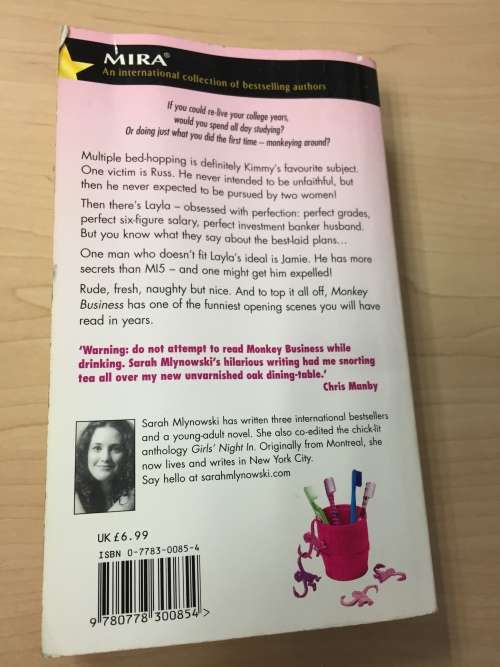 MIRA®
An international collection of bestselling authors
If you could re-live your college years,
would you spend all day studying?
Or doing just what you did the first time – monkeying around?
Multiple bed-hopping is definitely Kimmy's favourite subject.
One victim is Russ. He never intended to be unfaithful, but
then he never expected to be pursued by two women!
Then there's Layla – obsessed with perfection: perfect grades,
perfect six-figure salary, perfect investment banker husband.
But you know what they say about the best-laid plans...
One man who doesn't fit Layla's ideal is Jamie. He has more
secrets than MI5 – and one might get him expelled!
Rude, fresh, naughty but nice. And to top it all off, Monkey
Business has one of the funniest opening scenes you will have
read in years.
'Warning: do not attempt to read Monkey Business while
drinking. Sarah Mlynowski's hilarious writing had me snorting
tea all over my new unvarnished oak dining-table.'
Chris Manby
Sarah Mlynowski has written three international bestsellers
and a young-adult novel. She also co-edited the chick-lit
anthology Girls' Night In. Originally from Montreal, she
now lives and writes in New York City.
Say hello at sarahmlynowski.com
UK £6.99
ISBN 0-7783-0085-4
9 780778 300854 >